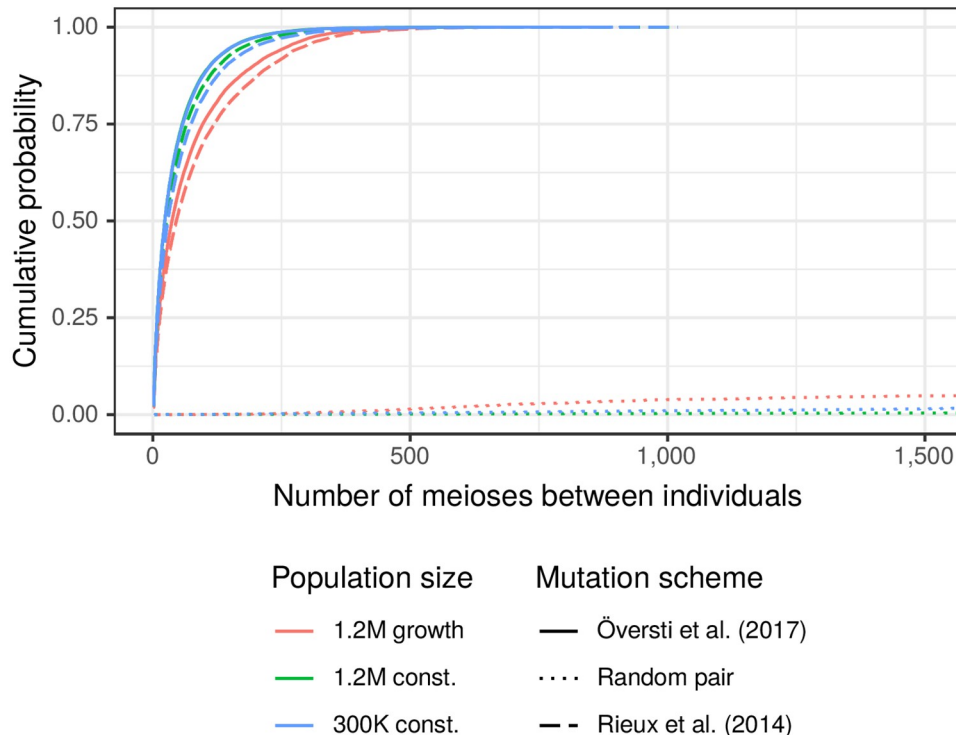 1.00
0.75
0.50
0.25
0.00
Cumulative probability
0
500
1,000
1,500
Number of meioses between individuals
Population size
1.2M growth
1.2M const.
300K const.
Mutation scheme
Översti et al. (2017)
Random pair
Rieux et al. (2014)